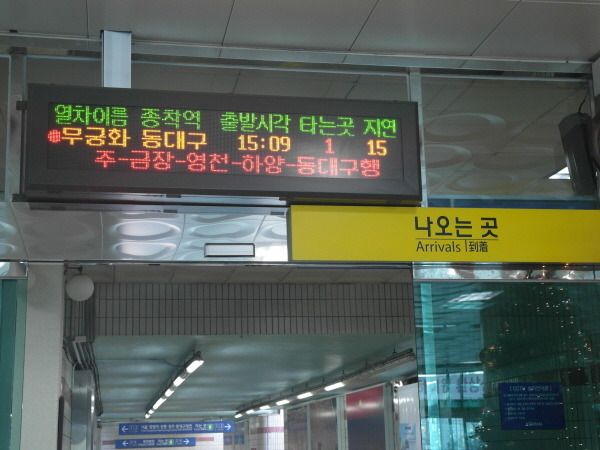 열차이름 종착역 출발시각 타는곳 지연
무궁화 동대구 15:09 1 15
주-금장-영천-하양-동대구행
나오는 곳
Arrivals 到着